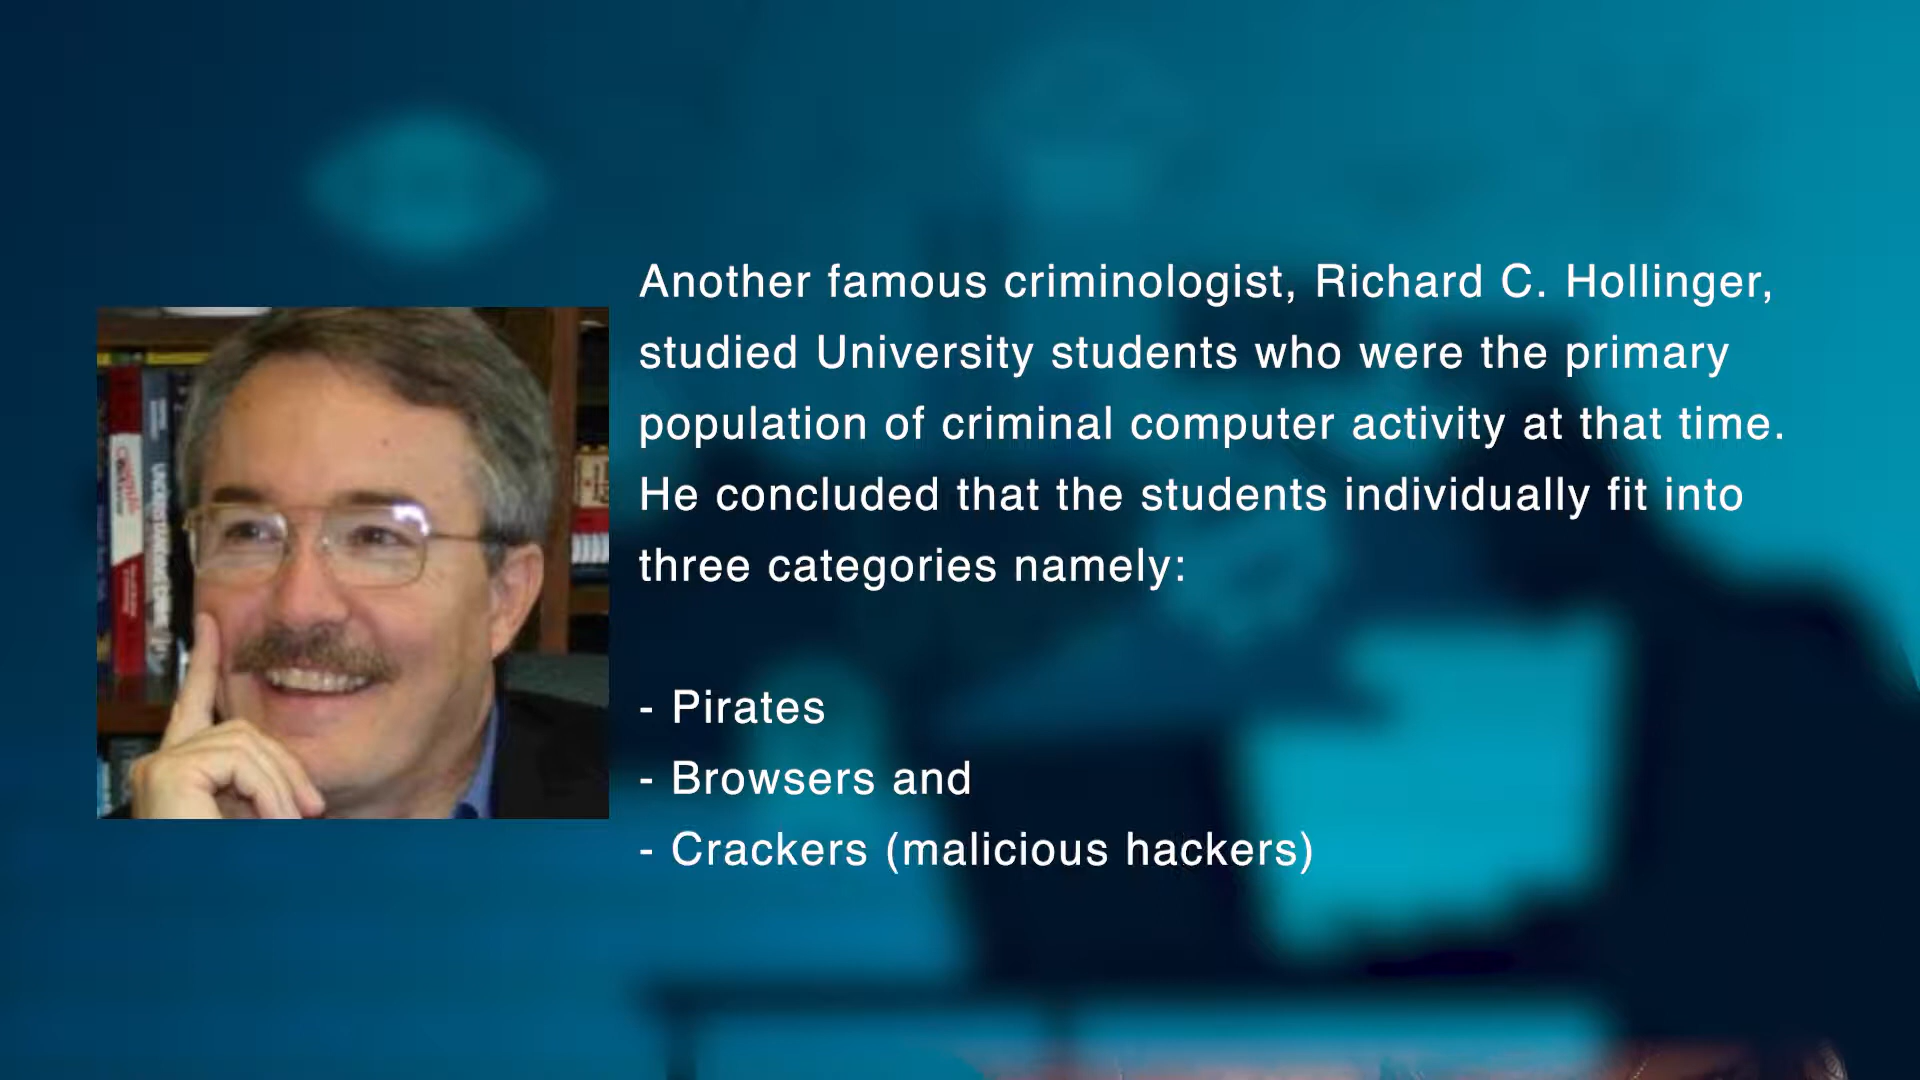 Another famous criminologist, Richard C. Hollinger,
studied University students who were the primary
population of criminal computer activity at that time.
He concluded that the students individually fit into
three categories namely:
- Pirates
- Browsers and
- Crackers (malicious hackers)